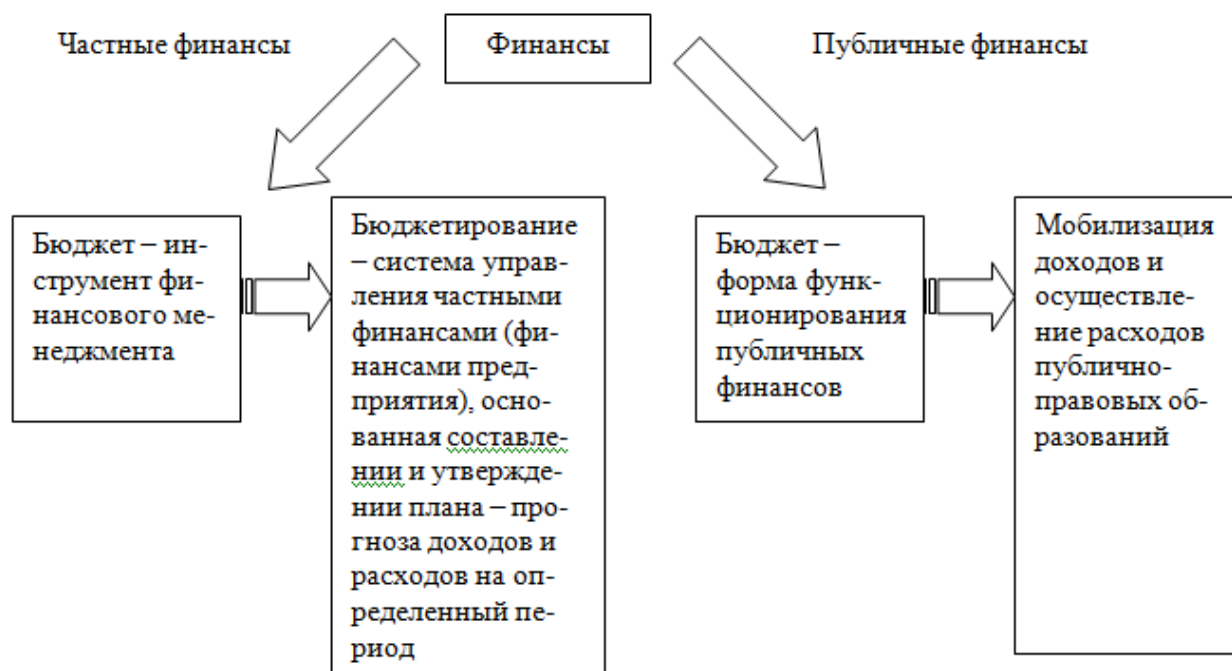 Частные финансы
Финансы
Публичные финансы
Бюджет – ин-
струмент фи-
нансового ме-
неджмента
Бюджетирование
– система управ-
ления частными
финансами (фи-
нансами пред-
приятия), осно-
ванная составле-
нии и утвержде-
нии плана – про-
гноза доходов и
расходов на оп-
ределенный пе-
риод
Бюджет –
форма функ-
ционирования
публичных
финансов
Мобилизация
доходов и
осуществле-
ние расходов
публично-
правовых об-
разований